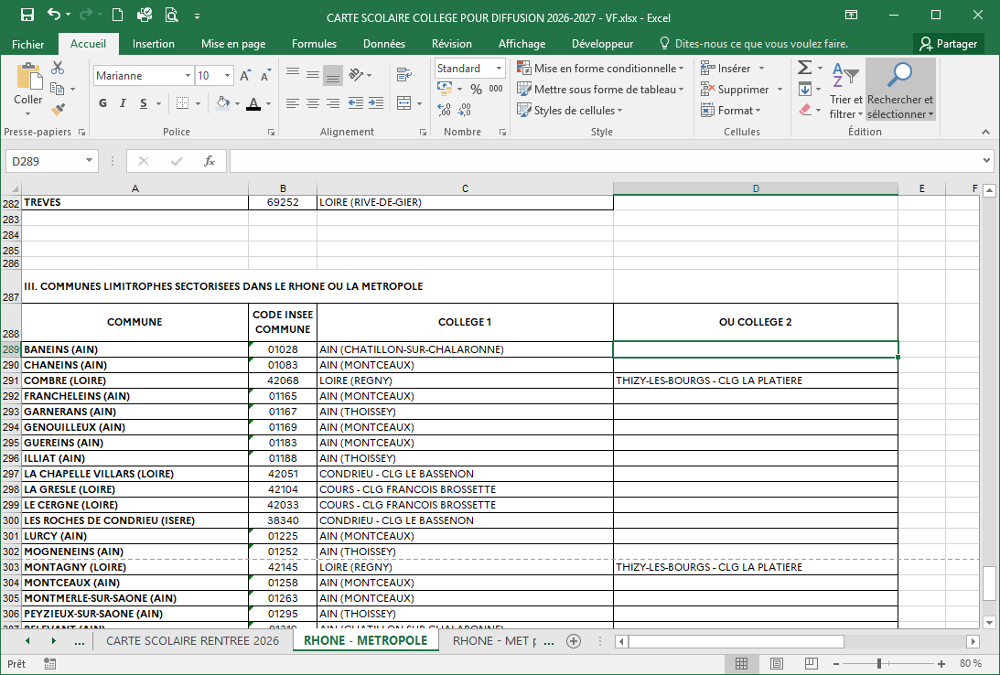 CARTE SCOLAIRE COLLEGE POUR DIFFUSION 2026-2027 - VF.xlsx - Excel
Fichier Accueil Insertion Mise en page Formules Données Révision Affichage Développeur Dites-nous ce que vous voulez faire. Partager
Coller
Presse-papiers
Marianne 10
G I S
Police
Alignement
Standard
% 000
Nombre
Mise en forme conditionnelle
Mettre sous forme de tableau
Styles de cellules
Style
Insérer
Supprimer
Format
Cellules
Trier et filtrer
Rechercher et sélectionner
Édition
D289 fx
A B C D E F
282 TREVES 69252 LOIRE (RIVE-DE-GIER)
283
284
285
286
287 III. COMMUNES LIMITROPHES SECTORISEES DANS LE RHONE OU LA METROPOLE
288 COMMUNE CODE INSEE COMMUNE COLLEGE 1 OU COLLEGE 2
289 BANEINS (AIN) 01028 AIN (CHATILLON-SUR-CHALARONNE)
290 CHANEINS (AIN) 01083 AIN (MONTCEAUX)
291 COMBRE (LOIRE) 42068 LOIRE (REGNY) THIZY-LES-BOURGS - CLG LA PLATIERE
292 FRANCHELEINS (AIN) 01165 AIN (MONTCEAUX)
293 GARNERANS (AIN) 01167 AIN (THOISSEY)
294 GENOUILLEUX (AIN) 01169 AIN (MONTCEAUX)
295 GUEREINS (AIN) 01183 AIN (MONTCEAUX)
296 ILLIAT (AIN) 01188 AIN (THOISSEY)
297 LA CHAPELLE VILLARS (LOIRE) 42051 CONDRIEU - CLG LE BASSENON
298 LA GRESLE (LOIRE) 42104 COURS - CLG FRANCOIS BROSSETTE
299 LE CERGNE (LOIRE) 42033 COURS - CLG FRANCOIS BROSSETTE
300 LES ROCHES DE CONDRIEU (ISERE) 38340 CONDRIEU - CLG LE BASSENON
301 LURCY (AIN) 01225 AIN (MONTCEAUX)
302 MOGNENEINS (AIN) 01252 AIN (THOISSEY)
303 MONTAGNY (LOIRE) 42145 LOIRE (REGNY) THIZY-LES-BOURGS - CLG LA PLATIERE
304 MONTCEAUX (AIN) 01258 AIN (MONTCEAUX)
305 MONTMERLE-SUR-SAONE (AIN) 01263 AIN (MONTCEAUX)
306 PEYZIEUX-SUR-SAONE (AIN) 01295 AIN (THOISSEY)
... CARTE SCOLAIRE RENTREE 2026 RHONE - METROPOLE RHONE - MET ...
Prêt 80 %